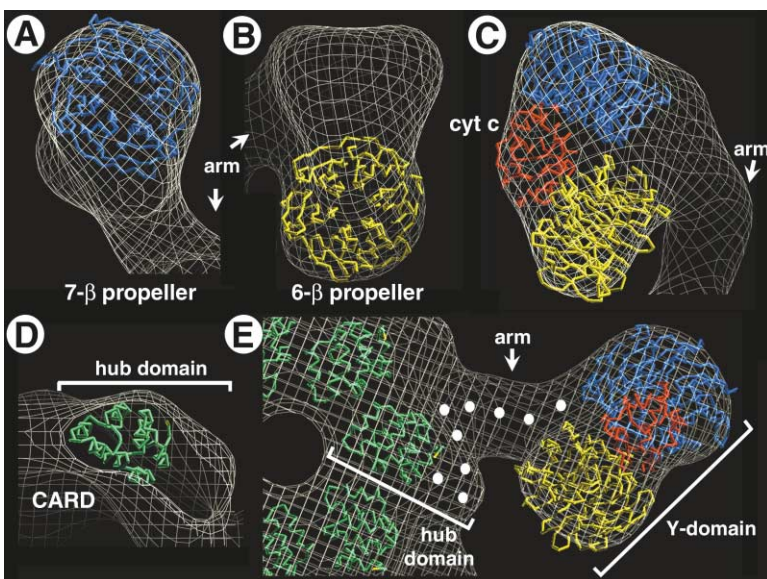 A
B
C
cyt c
arm
arm
7-β propeller
6-β propeller
D
E
hub domain
arm
CARD
hub
domain
Y-domain